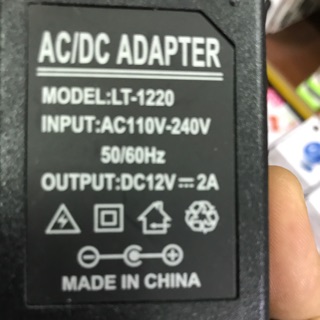 AC/DC ADAPTER
MODEL:LT-1220
INPUT:AC110V-240V
50/60Hz
OUTPUT:DC12V⎓2A
MADE IN CHINA